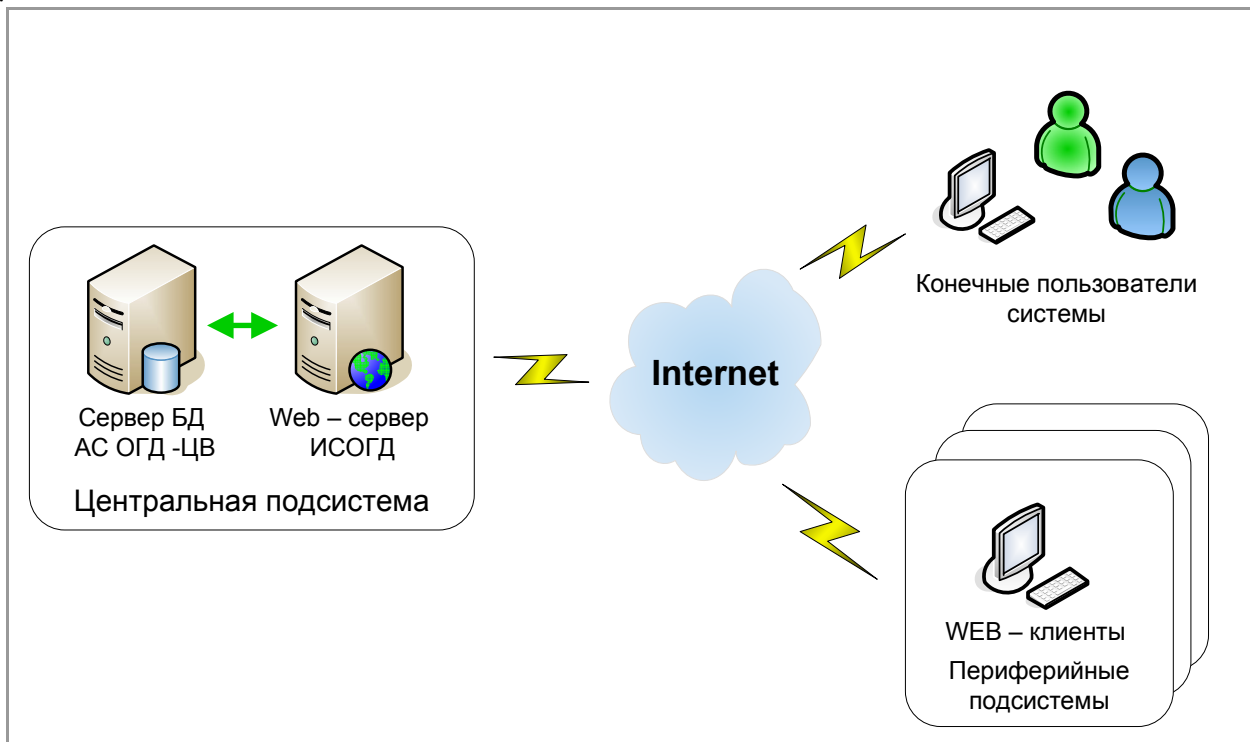 Сервер БД
АС ОГД -ЦВ
Web – сервер
ИСОГД
Центральная подсистема
Internet
Конечные пользователи
системы
WEB – клиенты
Периферийные
подсистемы